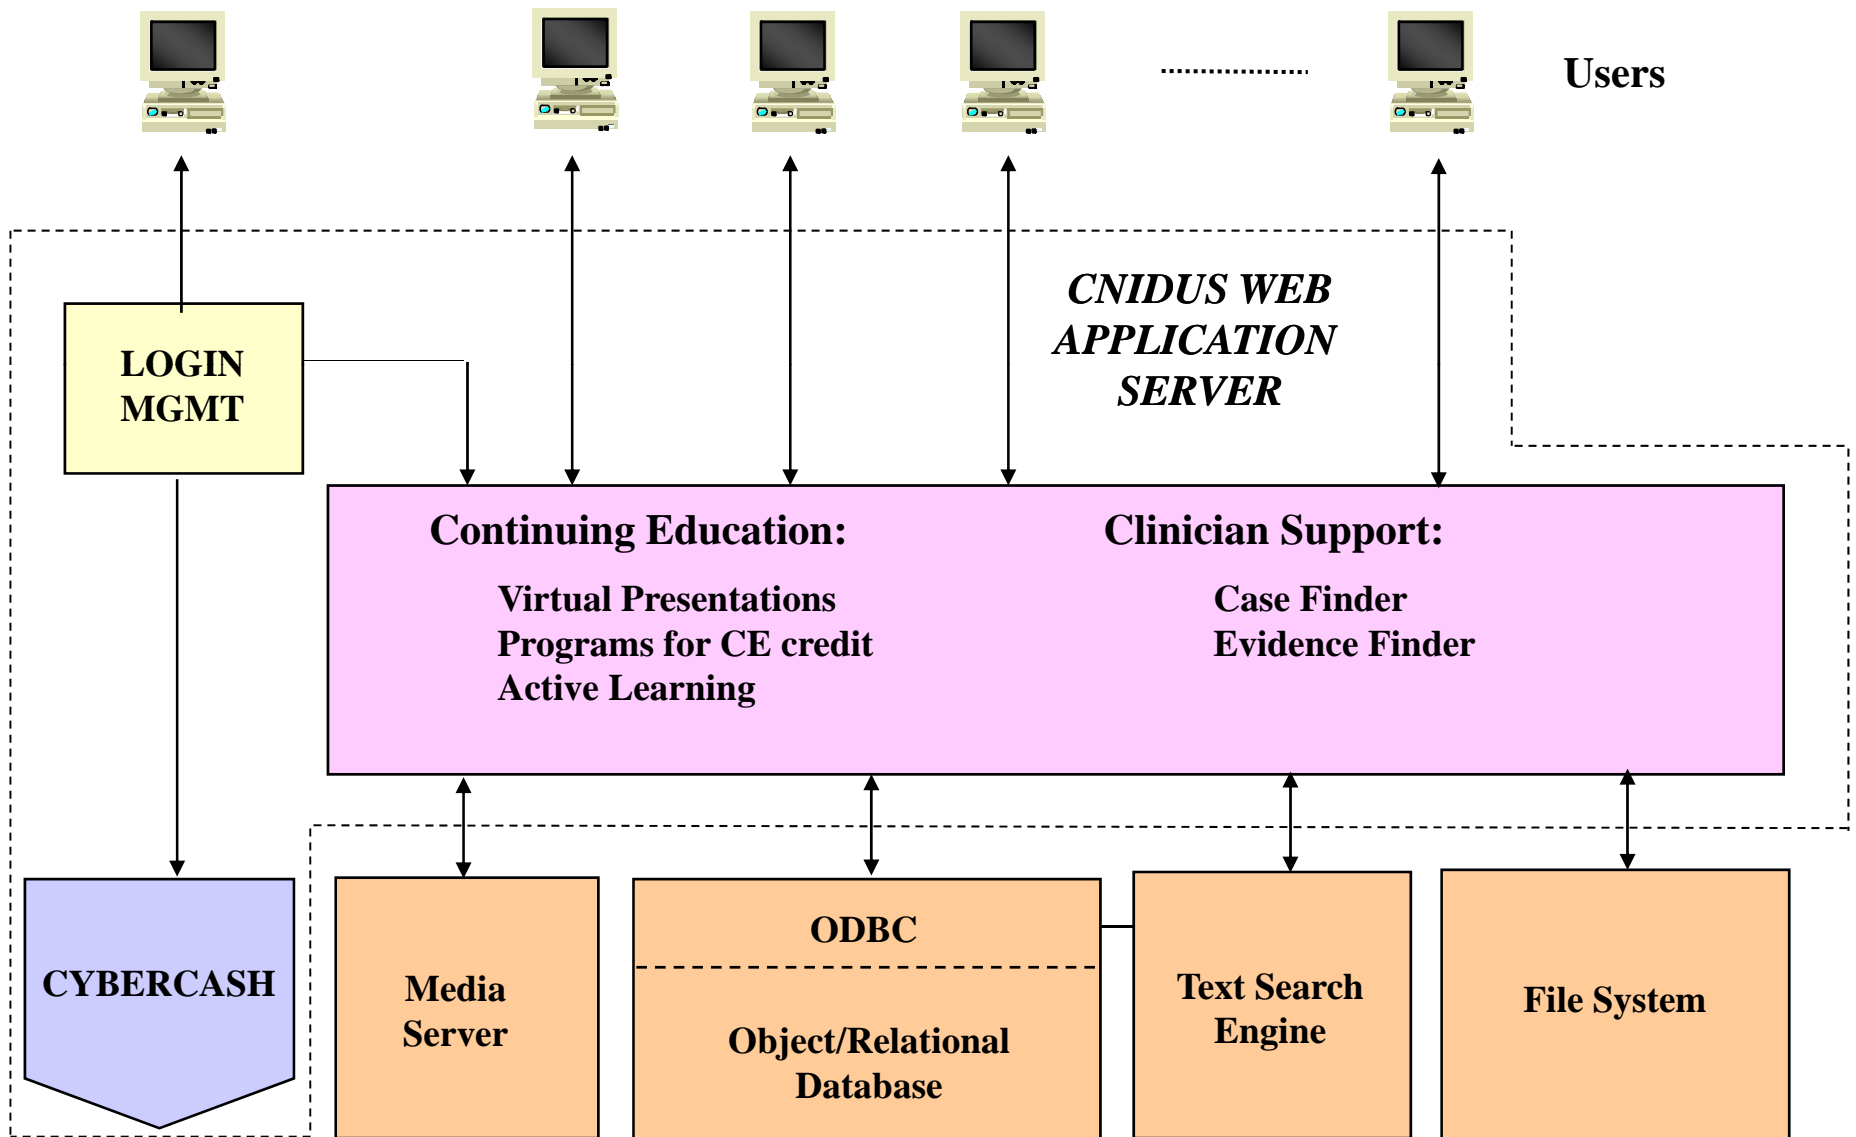 Users
CNIDUS WEB
APPLICATION
SERVER
LOGIN
MGMT
Continuing Education:
Virtual Presentations
Programs for CE credit
Active Learning
Clinician Support:
Case Finder
Evidence Finder
CYBERCASH
Media
Server
ODBC
Object/Relational
Database
Text Search
Engine
File System